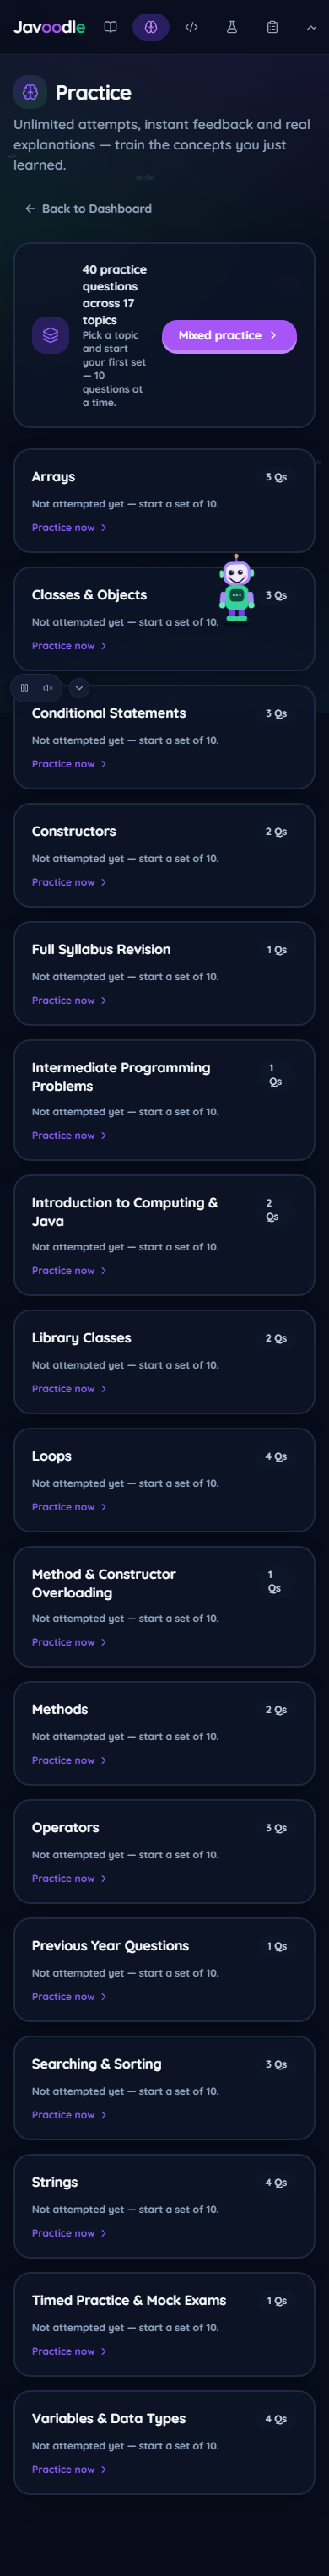 Javoodle
Practice
Unlimited attempts, instant feedback and real
explanations — train the concepts you just
learned.
Back to Dashboard
40 practice
questions
across 17
topics
Pick a topic
and start
your first set
— 10
questions at
a time.
Mixed practice
Arrays
3 Qs
Not attempted yet — start a set of 10.
Practice now
Classes & Objects
3 Qs
Not attempted yet — start a set of 10.
Practice now
Conditional Statements
3 Qs
Not attempted yet — start a set of 10.
Practice now
Constructors
2 Qs
Not attempted yet — start a set of 10.
Practice now
Full Syllabus Revision
1 Qs
Not attempted yet — start a set of 10.
Practice now
Intermediate Programming
Problems
1
Qs
Not attempted yet — start a set of 10.
Practice now
Introduction to Computing &
Java
2
Qs
Not attempted yet — start a set of 10.
Practice now
Library Classes
2 Qs
Not attempted yet — start a set of 10.
Practice now
Loops
4 Qs
Not attempted yet — start a set of 10.
Practice now
Method & Constructor
Overloading
1
Qs
Not attempted yet — start a set of 10.
Practice now
Methods
2 Qs
Not attempted yet — start a set of 10.
Practice now
Operators
3 Qs
Not attempted yet — start a set of 10.
Practice now
Previous Year Questions
1 Qs
Not attempted yet — start a set of 10.
Practice now
Searching & Sorting
3 Qs
Not attempted yet — start a set of 10.
Practice now
Strings
4 Qs
Not attempted yet — start a set of 10.
Practice now
Timed Practice & Mock Exams
1 Qs
Not attempted yet — start a set of 10.
Practice now
Variables & Data Types
4 Qs
Not attempted yet — start a set of 10.
Practice now